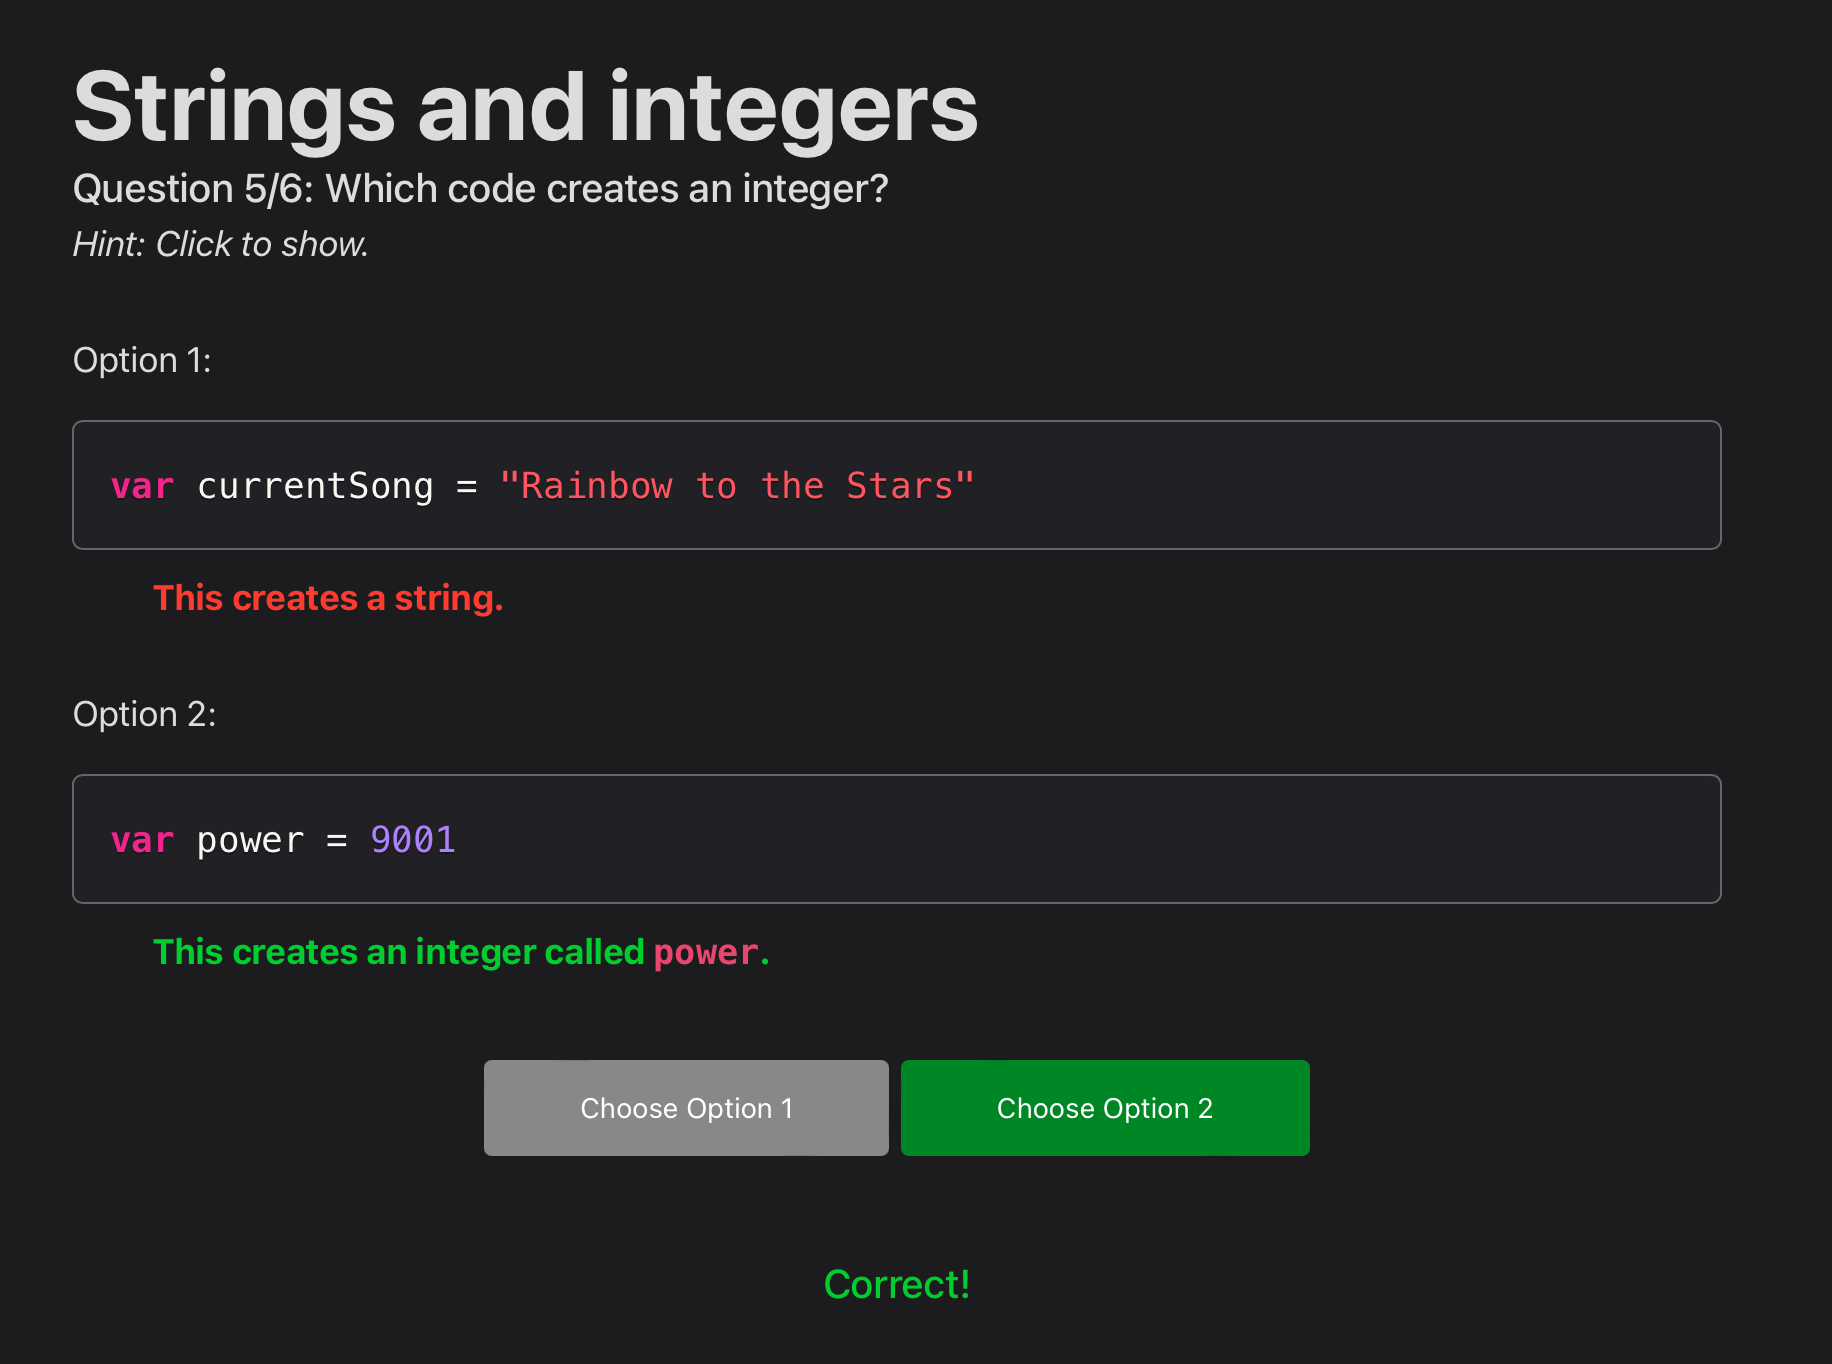 Strings and integers
Question 5/6: Which code creates an integer?
Hint: Click to show.
Option 1:
var currentSong = "Rainbow to the Stars"
This creates a string.
Option 2:
var power = 9001
This creates an integer called power.
Choose Option 1
Choose Option 2
Correct!